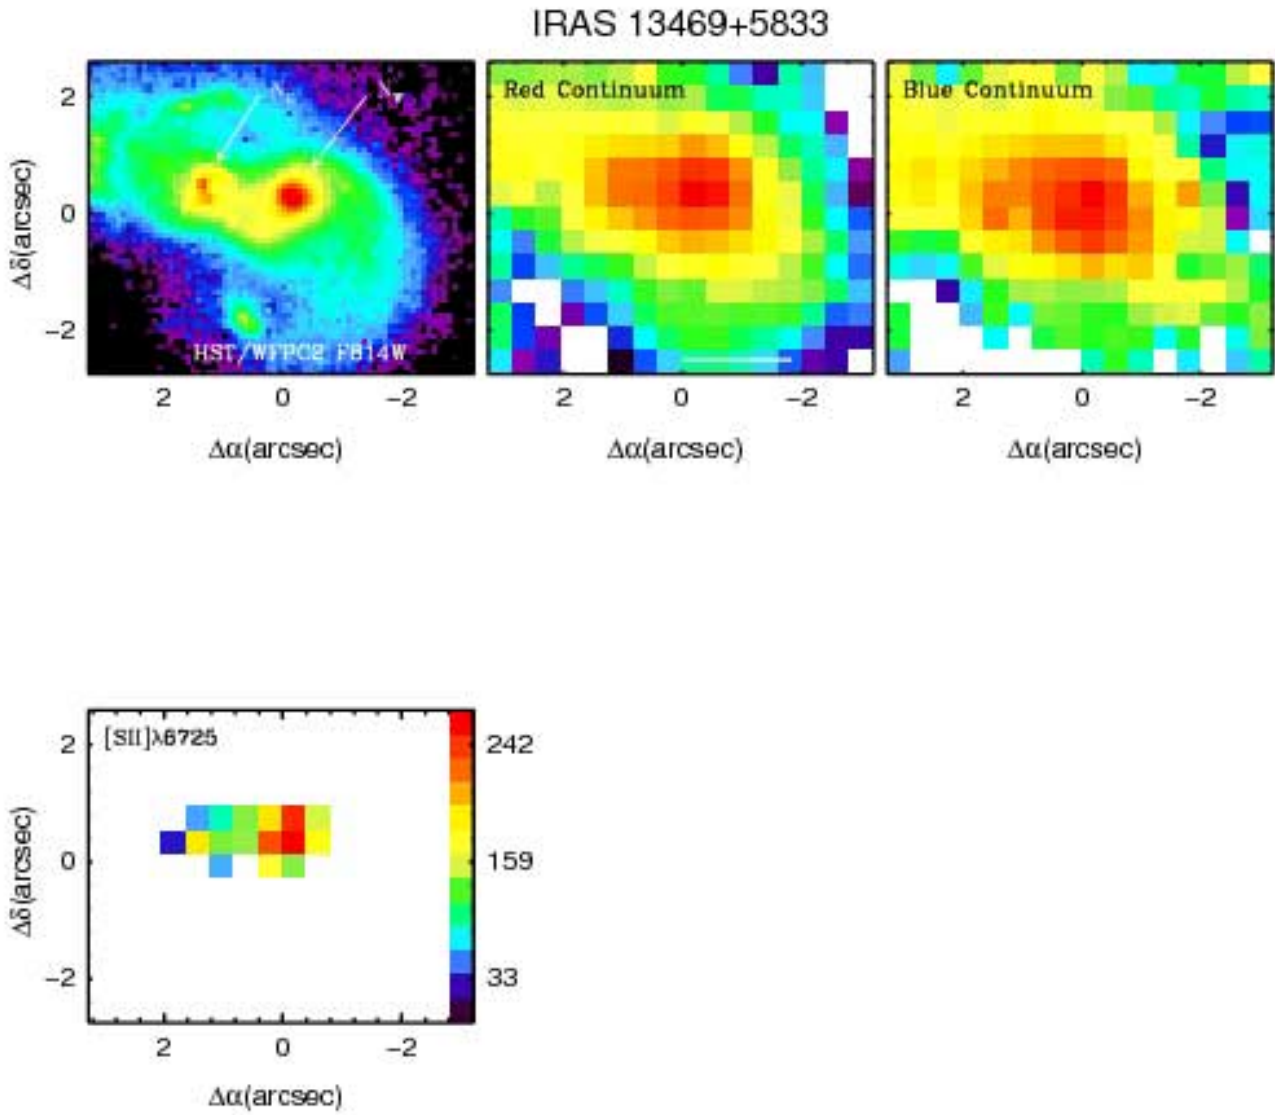 IRAS 13469+5833
Red Continuum
Blue Continuum
HST/WFPC2 F814W
2
0
−2
Δδ(arcsec)
2 0 −2
2 0 −2
2 0 −2
Δα(arcsec)
Δα(arcsec)
Δα(arcsec)
[SII]λ6725
2
0
−2
Δδ(arcsec)
242
159
33
2 0 −2
Δα(arcsec)